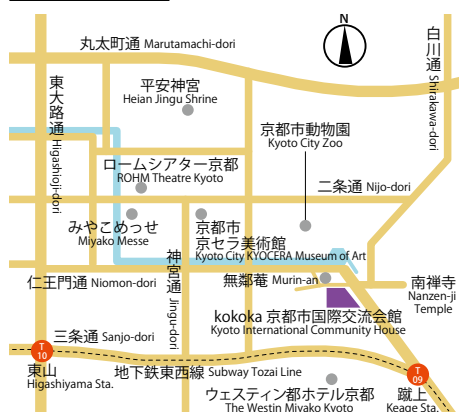 N
丸太町通 Marutamachi-dori
白川通 Shirakawa-dori
東大路通 Higashioji-dori
平安神宮
Heian Jingu Shrine
京都市動物園
Kyoto City Zoo
ロームシアター京都
ROHM Theatre Kyoto
二条通 Nijo-dori
みやこめっせ
Miyako Messe
京都市
京セラ美術館
Kyoto City KYOCERA Museum of Art
神宮通 Jingu-dori
仁王門通 Niomon-dori
無鄰菴 Murin-an
南禅寺
Nanzen-ji
Temple
kokoka 京都市国際交流会館
Kyoto International Community House
三条通 Sanjo-dori
T
10
東山
Higashiyama Sta.
地下鉄東西線 Subway Tozai Line
T
09
蹴上
Keage Sta.
ウェスティン都ホテル京都
The Westin Miyako Kyoto